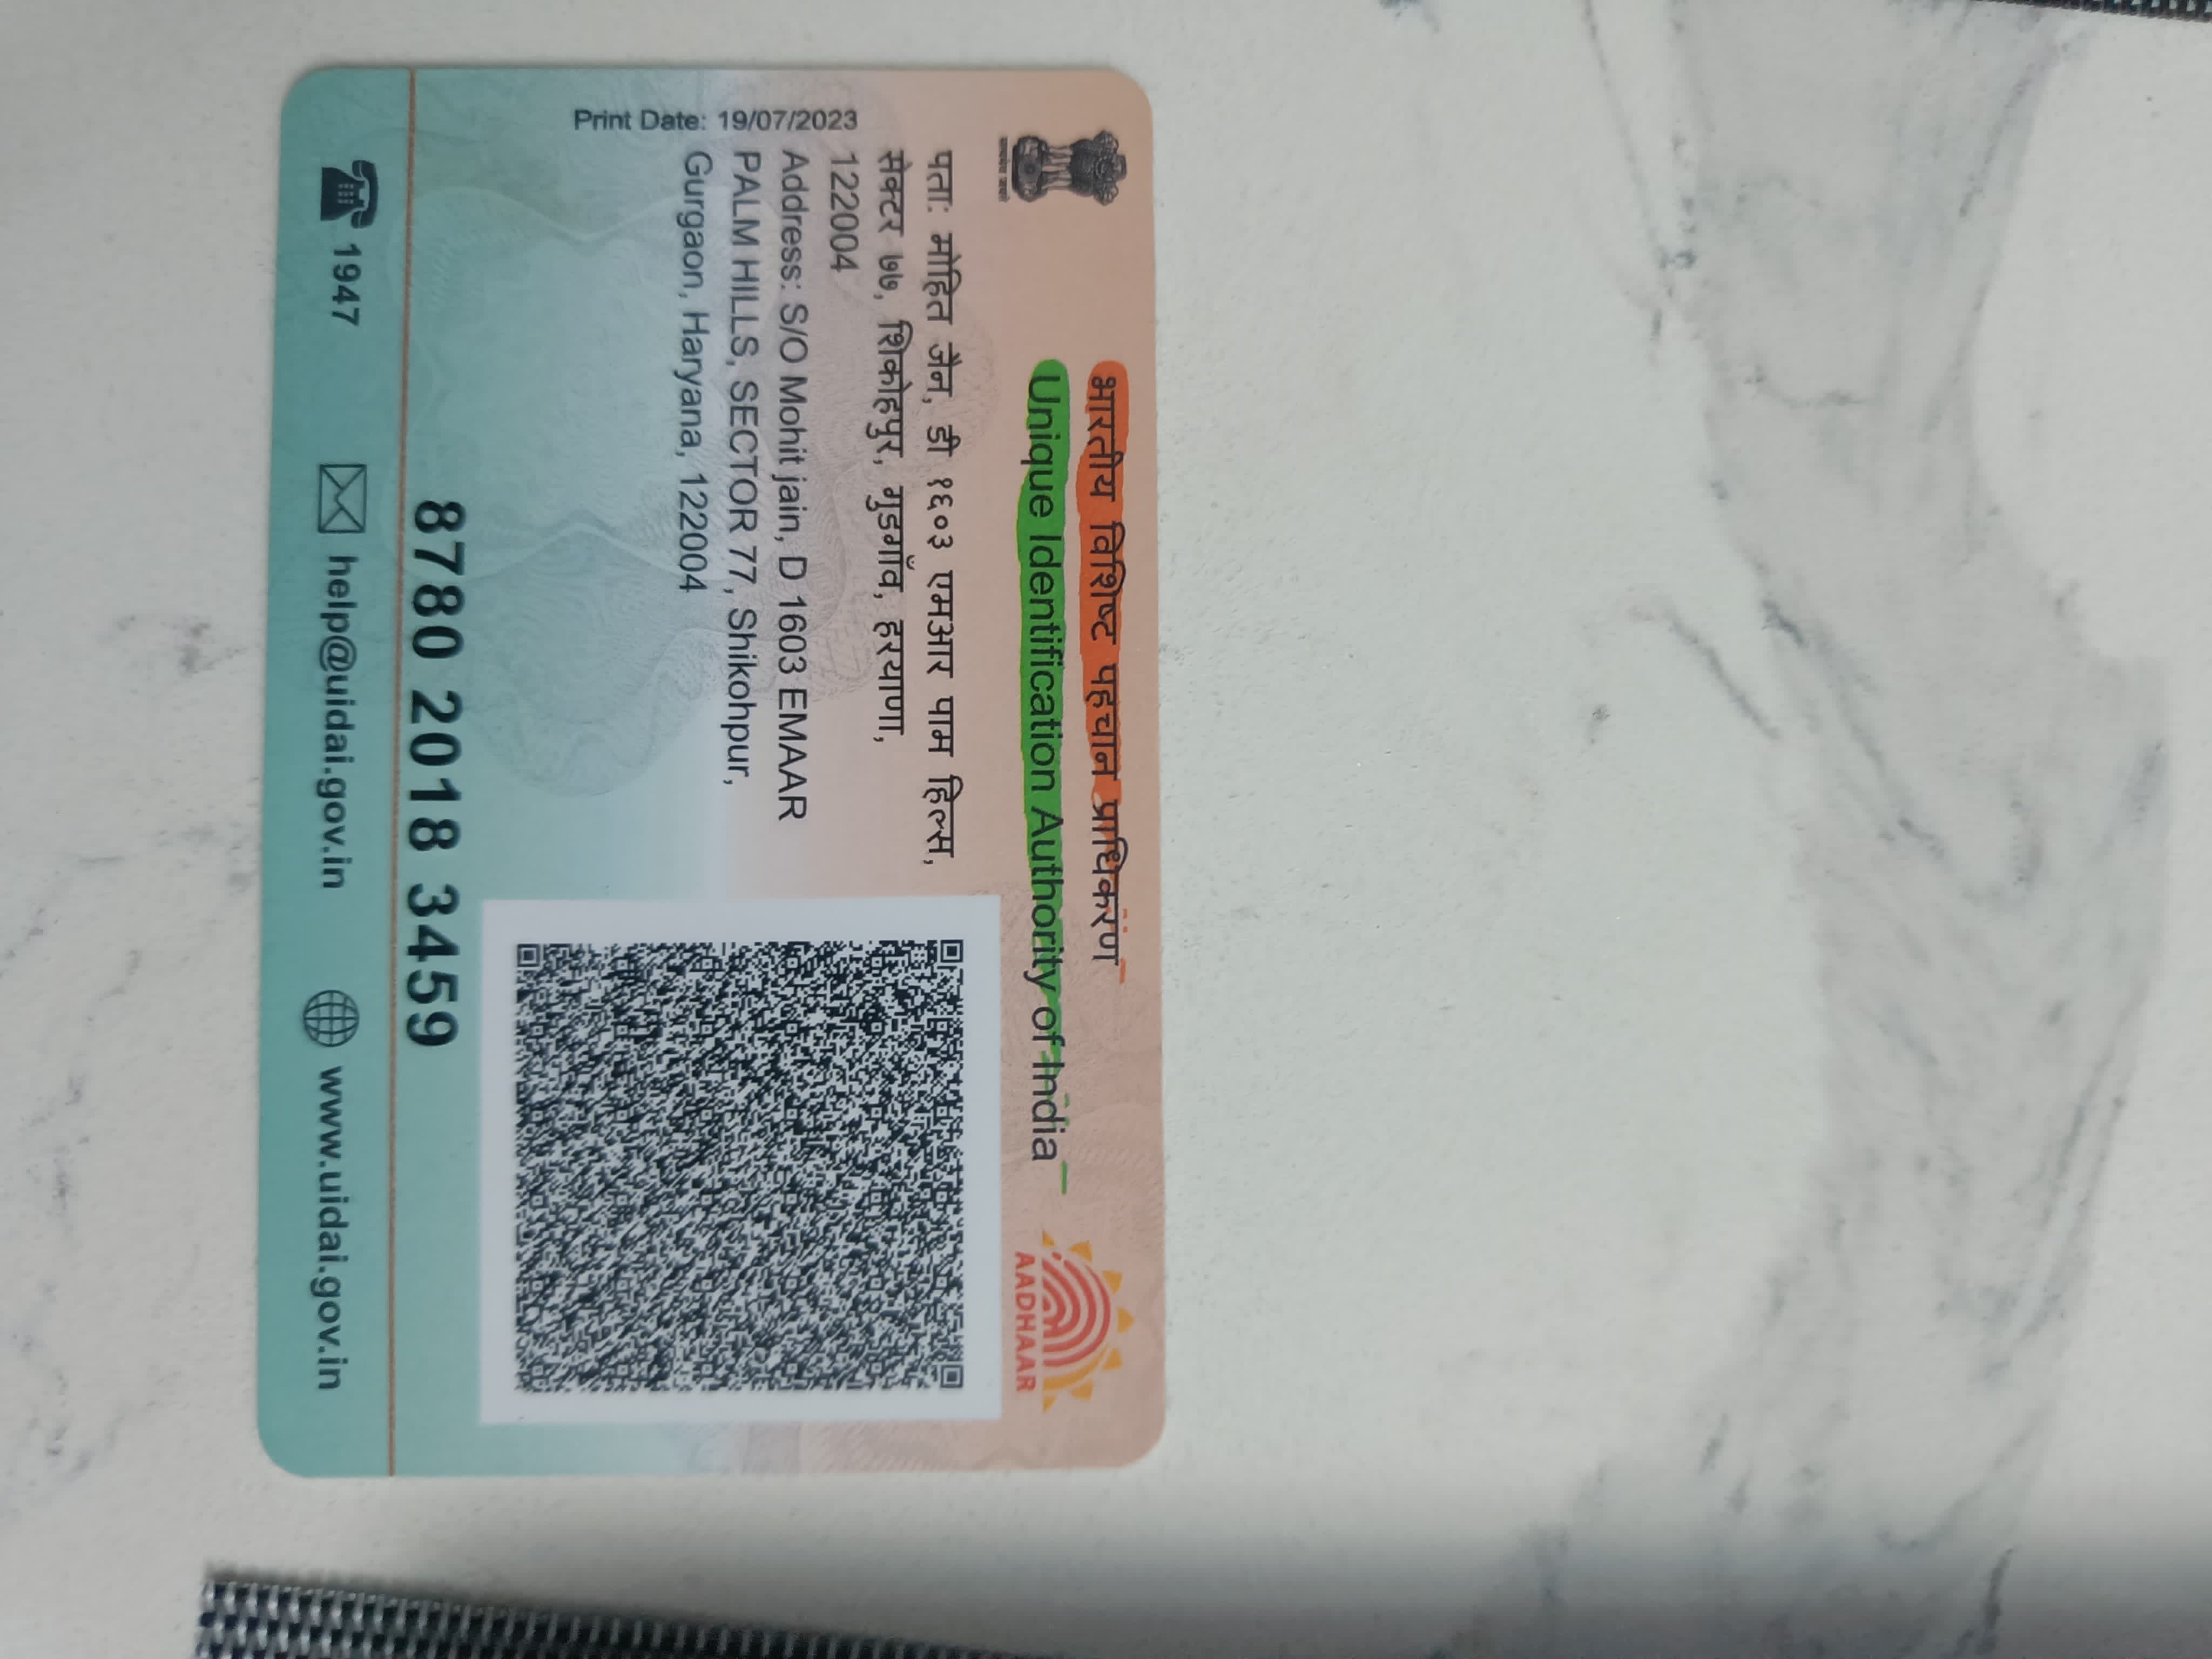 भारतीय विशिष्ट पहचान प्राधिकरण
Unique Identification Authority of India
AADHAAR
Print Date: 19/07/2023
पता: मोहित जैन, डी १६०३ एमआर पाम हिल्स,
सेक्टर ७७, शिकोहपुर, गुडगाँव, हरयाणा,
122004
Address: S/O Mohit jain, D 1603 EMAAR
PALM HILLS, SECTOR 77, Shikohpur,
Gurgaon, Haryana, 122004
8780 2018 3459
1947
help@uidai.gov.in
www.uidai.gov.in